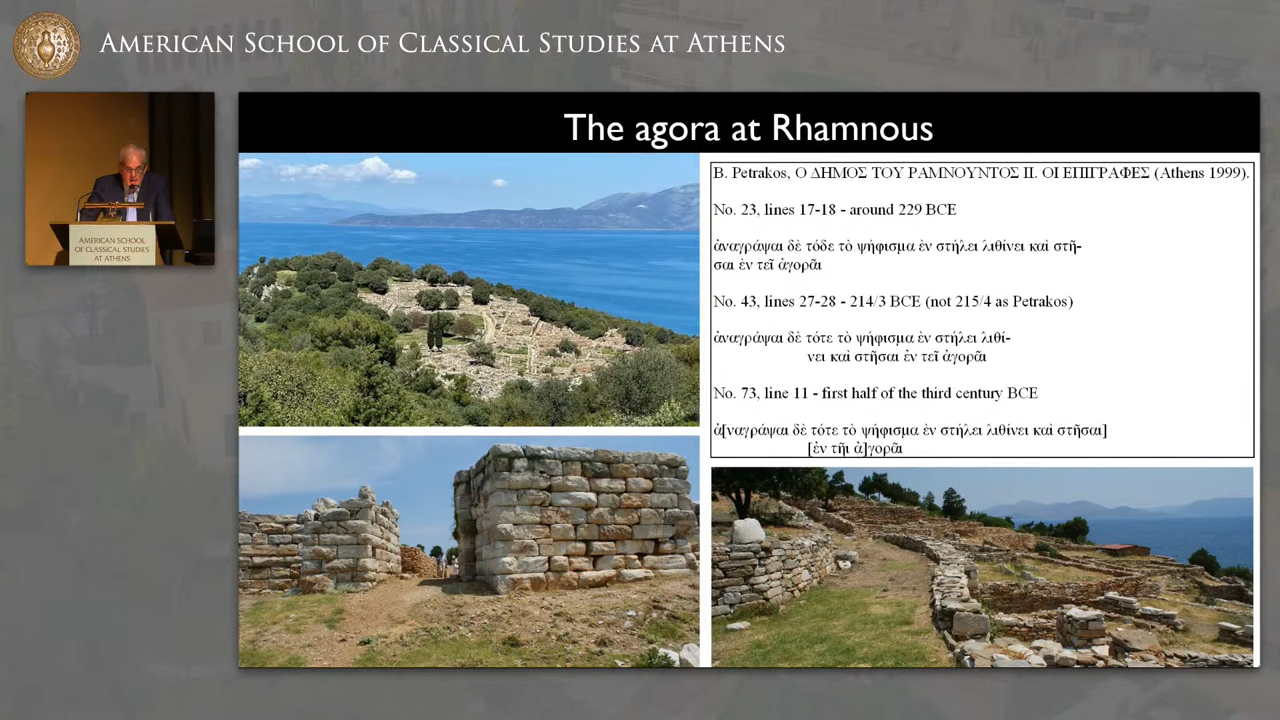 AMERICAN SCHOOL OF CLASSICAL STUDIES AT ATHENS
AMERICAN SCHOOL
OF CLASSICAL STUDIES
AT ATHENS
The agora at Rhamnous
B. Petrakos, Ο ΔΗΜΟΣ ΤΟΥ ΡΑΜΝΟΥΝΤΟΣ ΙΙ. ΟΙ ΕΠΙΓΡΑΦΕΣ (Athens 1999).
No. 23, lines 17-18 - around 229 BCE
ἀναγράψαι δὲ τόδε τὸ ψήφισμα ἐν στήλει λιθίνει καὶ στῆ-
σαι ἐν τεῖ ἀγορᾶι
No. 43, lines 27-28 - 214/3 BCE (not 215/4 as Petrakos)
ἀναγράψαι δὲ τότε τὸ ψήφισμα ἐν στήλει λιθί-
νει καὶ στῆσαι ἐν τεῖ ἀγορᾶι
No. 73, line 11 - first half of the third century BCE
ἀ[ναγράψαι δὲ τότε τὸ ψήφισμα ἐν στήλει λιθίνει καὶ στῆσαι]
[ἐν τῆι ἀ]γορᾶι